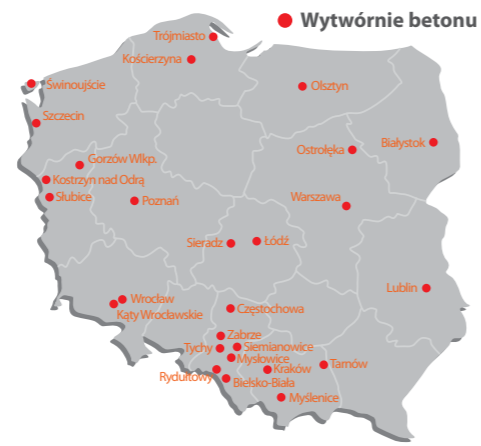 Wytwórnie betonu
Trójmiasto
Kościerzyna
Świnoujście
Olsztyn
Szczecin
Białystok
Ostrołęka
Gorzów Wlkp.
Kostrzyn nad Odrą
Słubice
Poznań
Warszawa
Sieradz
Łódź
Lublin
Wrocław
Kąty Wrocławskie
Częstochowa
Zabrze
Tychy
Siemianowice
Mysłowice
Rydułtowy
Kraków
Tarnów
Bielsko-Biała
Myślenice